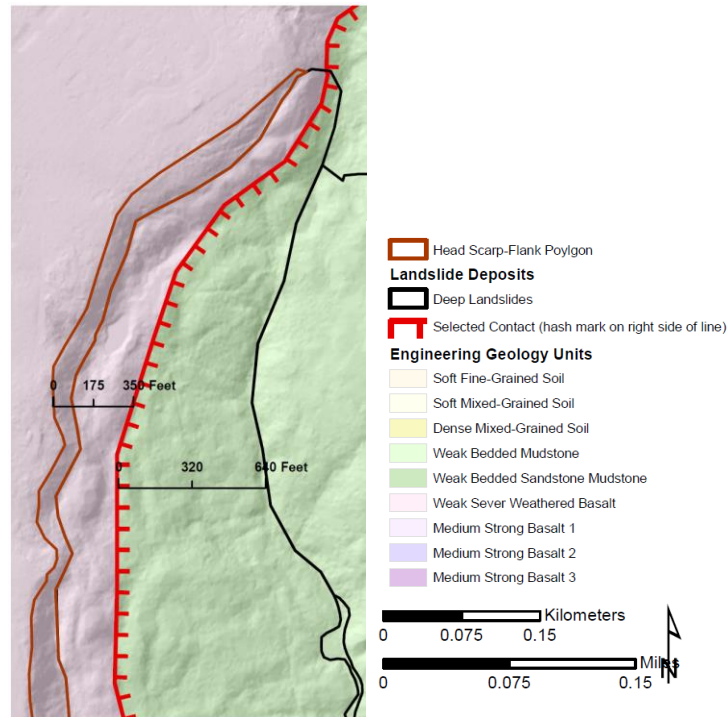 0 175 350 Feet
0 320 640 Feet
Head Scarp-Flank Poylgon
Landslide Deposits
Deep Landslides
Selected Contact (hash mark on right side of line)
Engineering Geology Units
Soft Fine-Grained Soil
Soft Mixed-Grained Soil
Dense Mixed-Grained Soil
Weak Bedded Mudstone
Weak Bedded Sandstone Mudstone
Weak Sever Weathered Basalt
Medium Strong Basalt 1
Medium Strong Basalt 2
Medium Strong Basalt 3
Kilometers
0 0.075 0.15
Miles
N
0 0.075 0.15